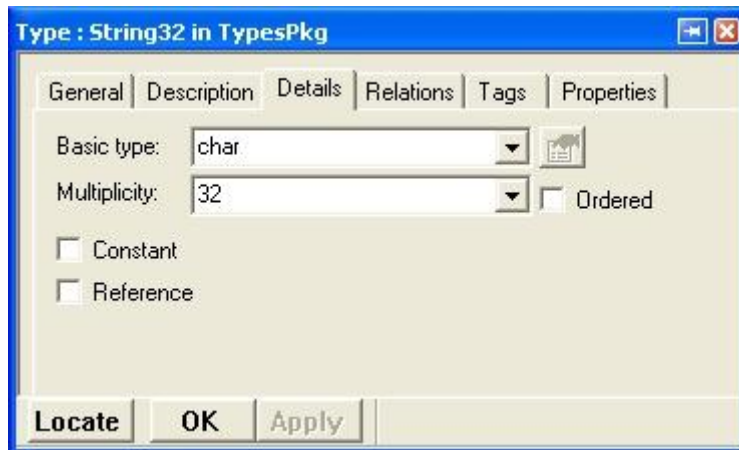 Type : String32 in TypesPkg
General Description Details Relations Tags Properties
Basic type: char
Multiplicity: 32 Ordered
Constant
Reference
Locate OK Apply